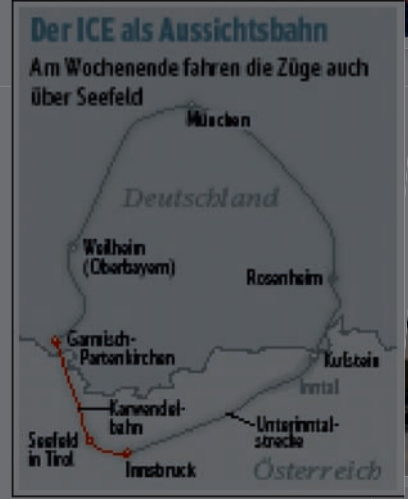 Der ICE als Aussichtsbahn
Am Wochenende fahren die Züge auch
über Seefeld
München
Deutschland
Weilheim
(Oberbayern)
Rosenheim
Garmisch-
Partenkirchen
Kufstein
Inntal
Karwendel-
bahn
Unterinntal-
strecke
Seefeld
in Tirol
Innsbruck
Österreich